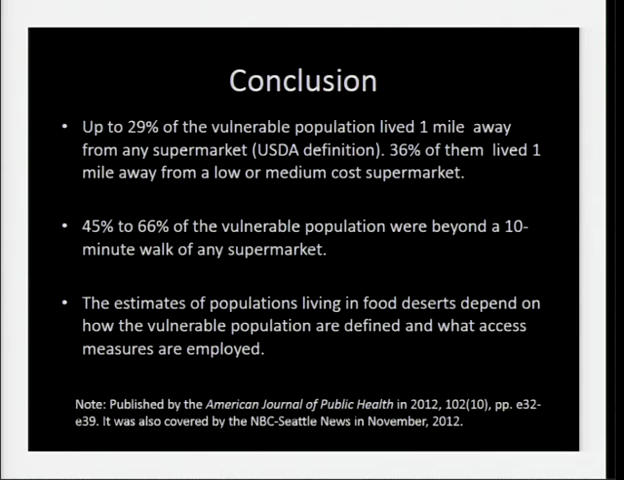 Conclusion
• Up to 29% of the vulnerable population lived 1 mile away
from any supermarket (USDA definition). 36% of them lived 1
mile away from a low or medium cost supermarket.
• 45% to 66% of the vulnerable population were beyond a 10-
minute walk of any supermarket.
• The estimates of populations living in food deserts depend on
how the vulnerable population are defined and what access
measures are employed.
Note: Published by the American Journal of Public Health in 2012, 102(10), pp. e32-
e39. It was also covered by the NBC-Seattle News in November, 2012.